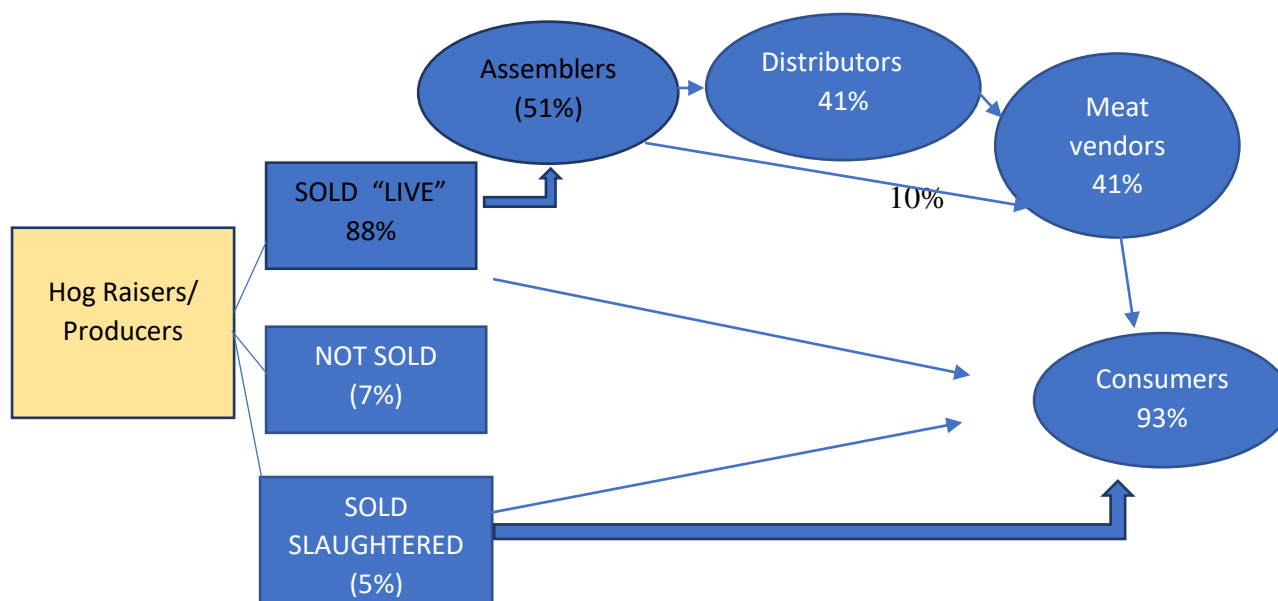 Assemblers
(51%)
Distributors
41%
Meat
vendors
41%
10%
SOLD “LIVE”
88%
Hog Raisers/
Producers
NOT SOLD
(7%)
Consumers
93%
SOLD
SLAUGHTERED
(5%)